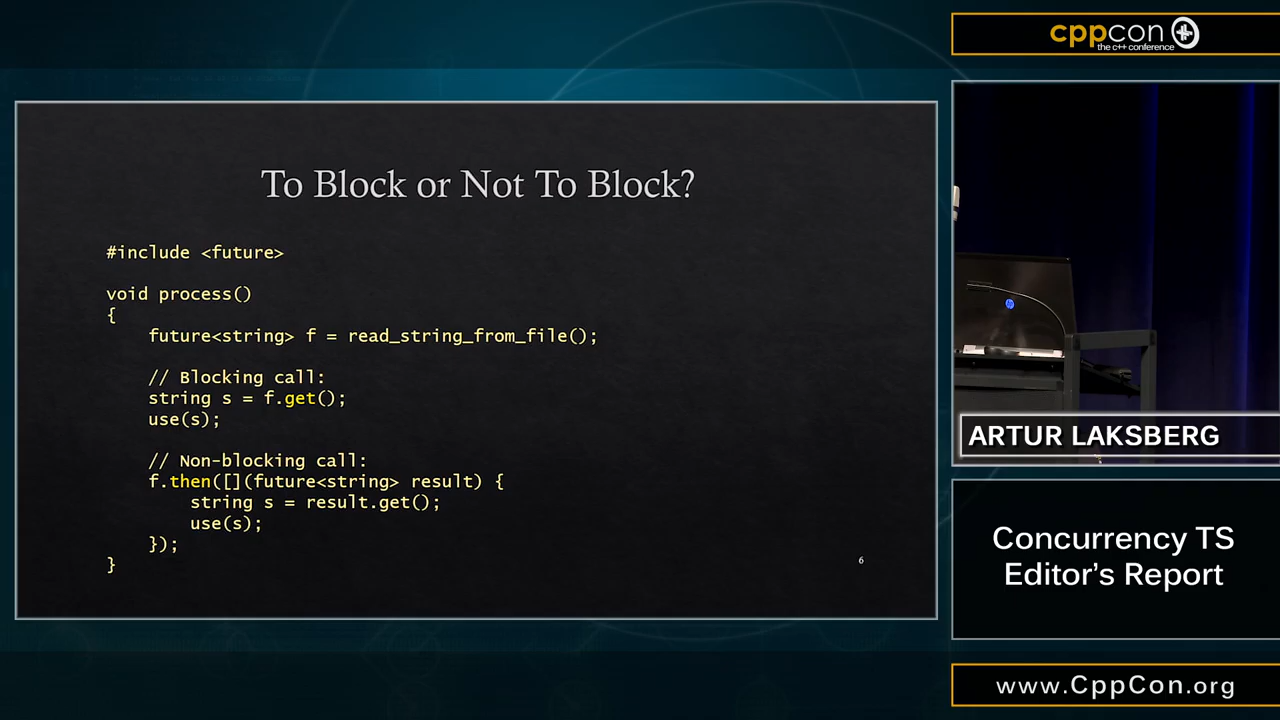 To Block or Not To Block?
#include <future>
void process()
{
    future<string> f = read_string_from_file();
    // Blocking call:
    string s = f.get();
    use(s);
    // Non-blocking call:
    f.then([](future<string> result) {
        string s = result.get();
        use(s);
    });
}
6
cppcon
the c++ conference
ARTUR LAKSBERG
Concurrency TS
Editor's Report
www.CppCon.org